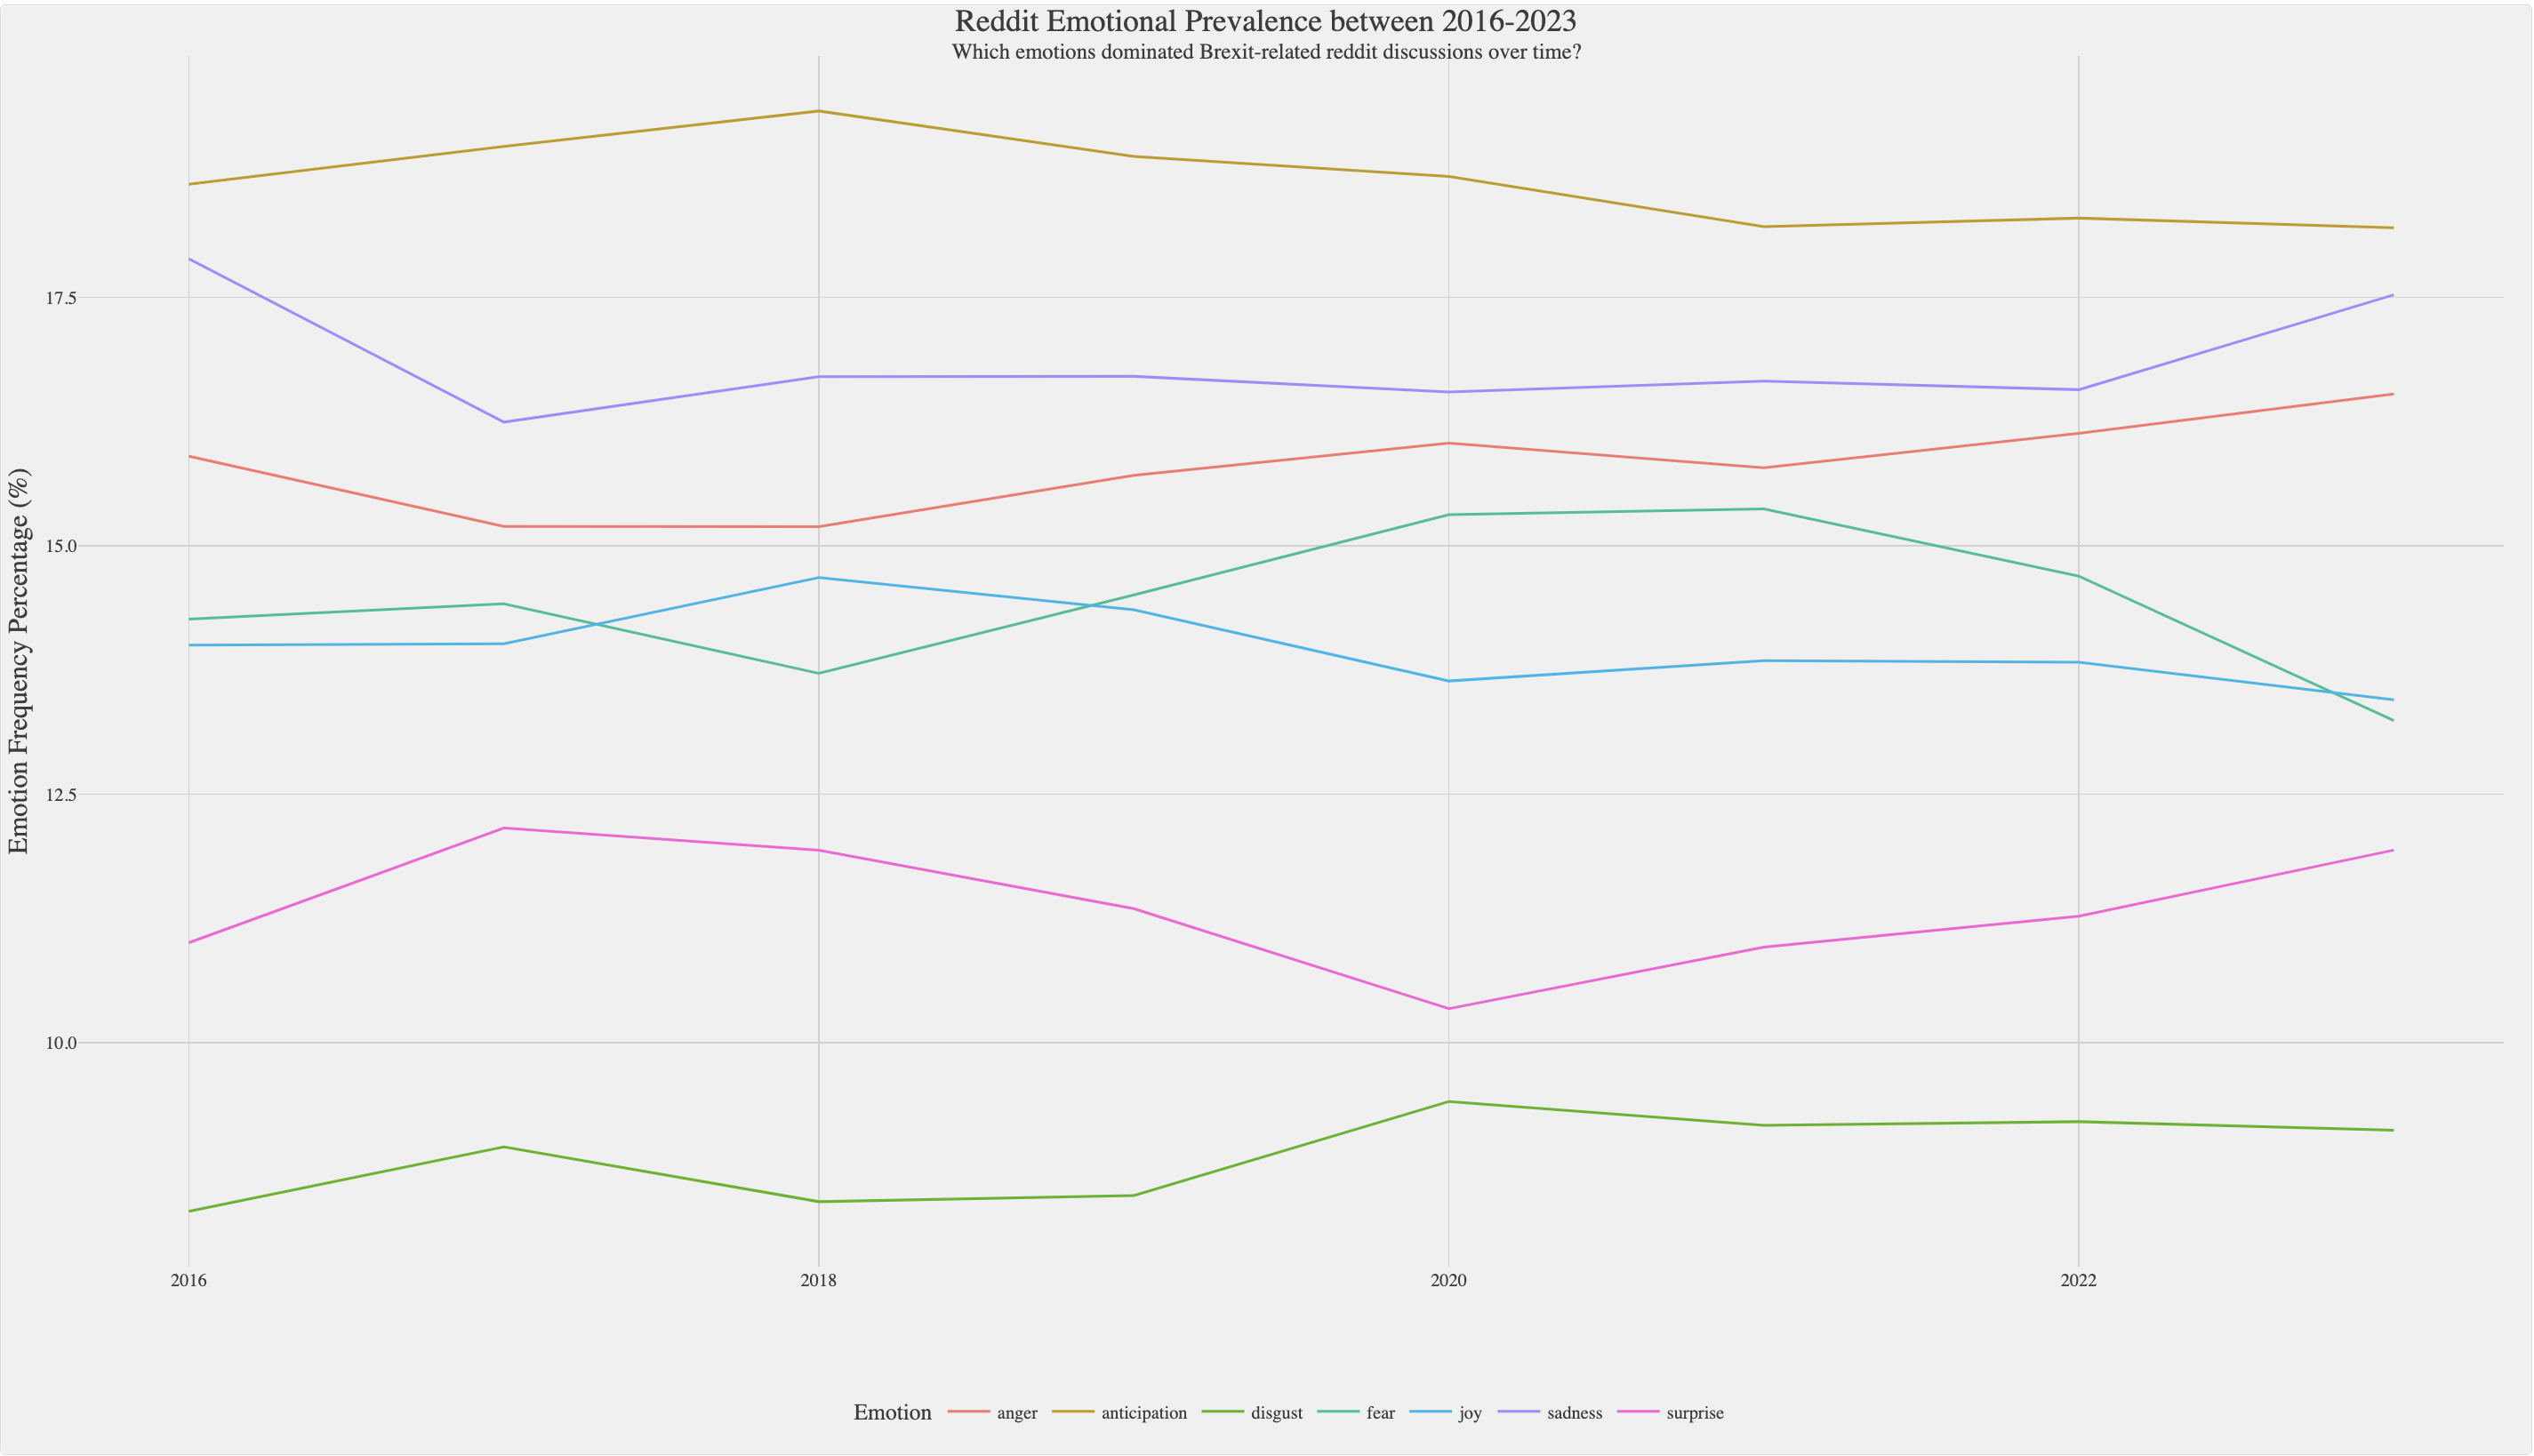 Reddit Emotional Prevalence between 2016-2023
Which emotions dominated Brexit-related reddit discussions over time?
Emotion Frequency Percentage (%)
17.5
15.0
12.5
10.0
2016
2018
2020
2022
Emotion anger anticipation disgust fear joy sadness surprise